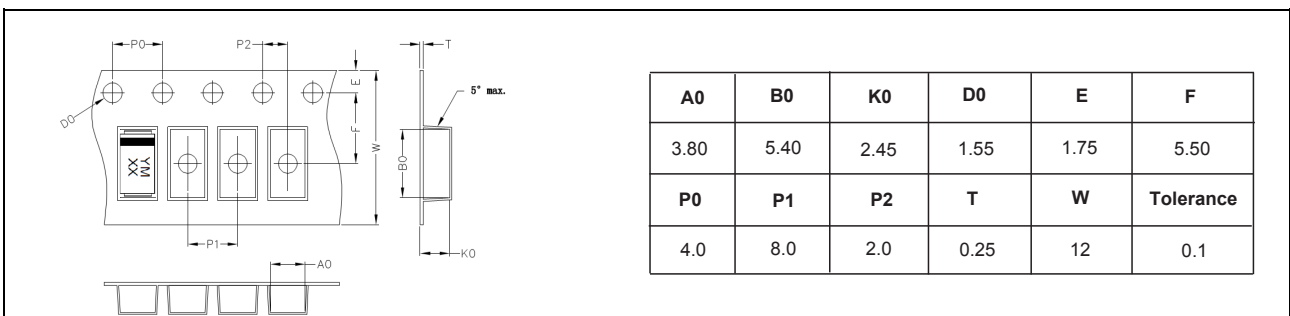 P0
P2
T
E
5° max.
D0
F
W
B0
YM
XX
P1
K0
A0
A0 B0 K0 D0 E F
3.80 5.40 2.45 1.55 1.75 5.50
P0 P1 P2 T W Tolerance
4.0 8.0 2.0 0.25 12 0.1